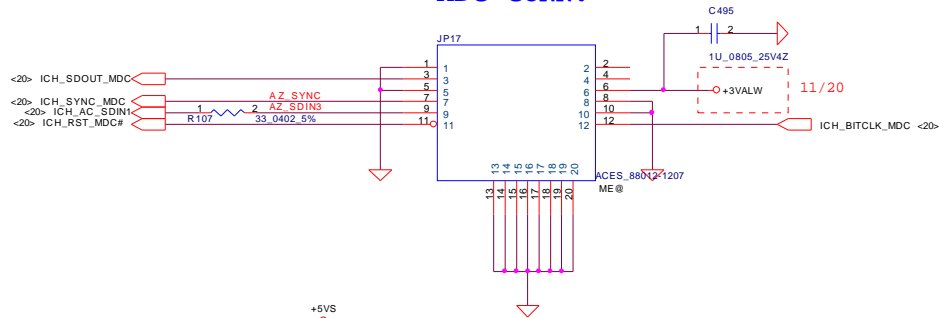 C495
1 2
1U_0805_25V4Z
JP17
+3VALW
11/20
<20> ICH_SDOUT_MDC
<20> ICH_SYNC_MDC
<20> ICH_AC_SDIN1
<20> ICH_RST_MDC#
AZ_SYNC
AZ_SDIN3
1 2
R107 33_0402_5%
1 1
3 3
5 5
7 7
9 9
11 11
2 2
4 4
6 6
8 8
10 10
12 12
ICH_BITCLK_MDC <20>
13 14 15 16 17 18 19 20
13 14 15 16 17 18 19 20
ACES_88012-1207
ME@
+5VS